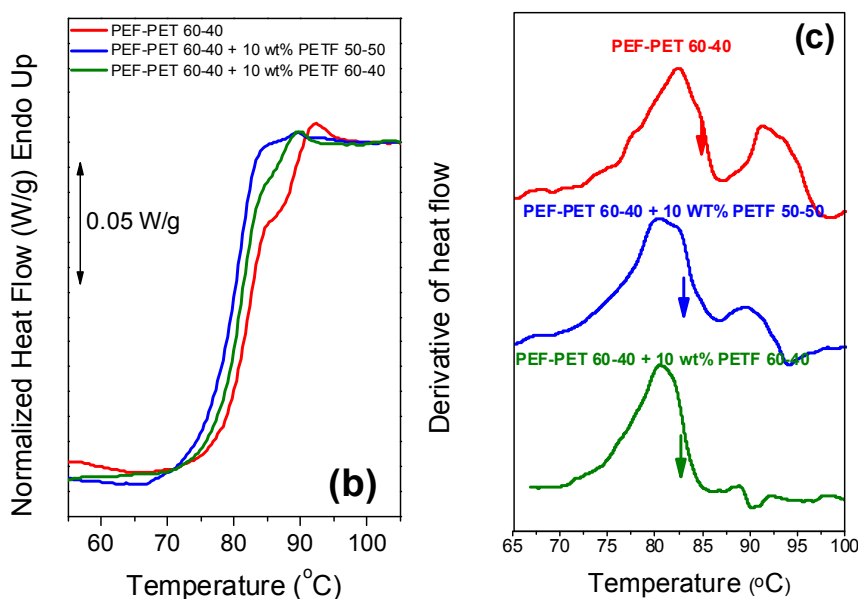 PEF-PET 60-40
PEF-PET 60-40 + 10 wt% PETF 50-50
PEF-PET 60-40 + 10 wt% PETF 60-40
Normalized Heat Flow (W/g) Endo Up
0.05 W/g
(b)
60 70 80 90 100
Temperature (°C)
(c)
PEF-PET 60-40
PEF-PET 60-40 + 10 WT% PETF 50-50
PEF-PET 60-40 + 10 wt% PETF 60-40
Derivative of heat flow
65 70 75 80 85 90 95 100
Temperature (ºC)